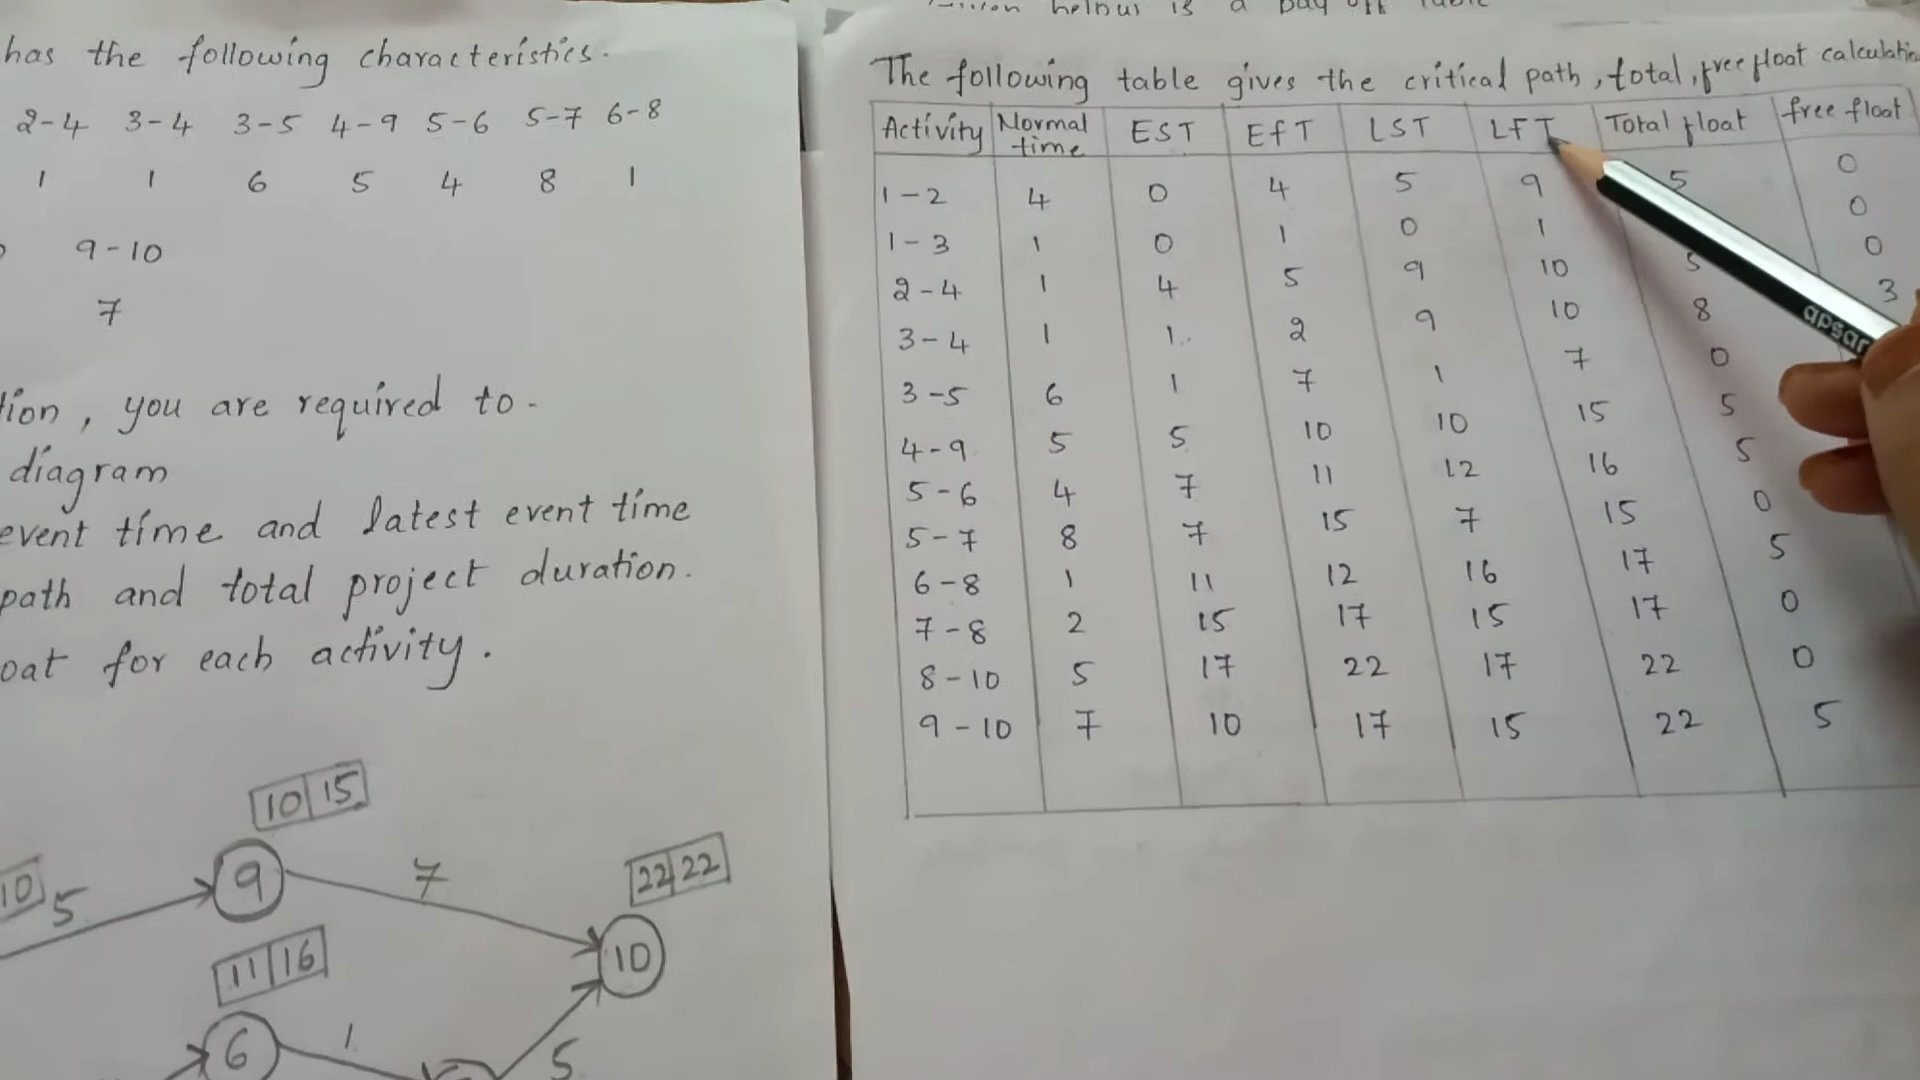 has the following characteristics.
2-4 3-4 3-5 4-9 5-6 5-7 6-8
1 1 6 5 4 8 1
9-10
7
you are required to -
diagram
event time and latest event time
path and total project duration.
for each activity.
10 15
9
7
22 22
10
5
11 16
10
6
1
5
helpus is a pay off table
The following table gives the critical path, total, free float
Activity Normal time EST EfT LST LFT Total float free float
1-2 4 0 4 5 9 5 0
1-3 1 0 1 0 1 0
2-4 1 4 5 9 10 5 0
3-4 1 1 2 9 10 8 3
3-5 6 1 7 1 7 0
4-9 5 5 10 10 15 5
5-6 4 7 11 12 16 5
5-7 8 7 15 7 15 0
6-8 1 11 12 16 17 5
7-8 2 15 17 15 17 0
8-10 5 17 22 17 22 0
9-10 7 10 17 15 22 5
apsar